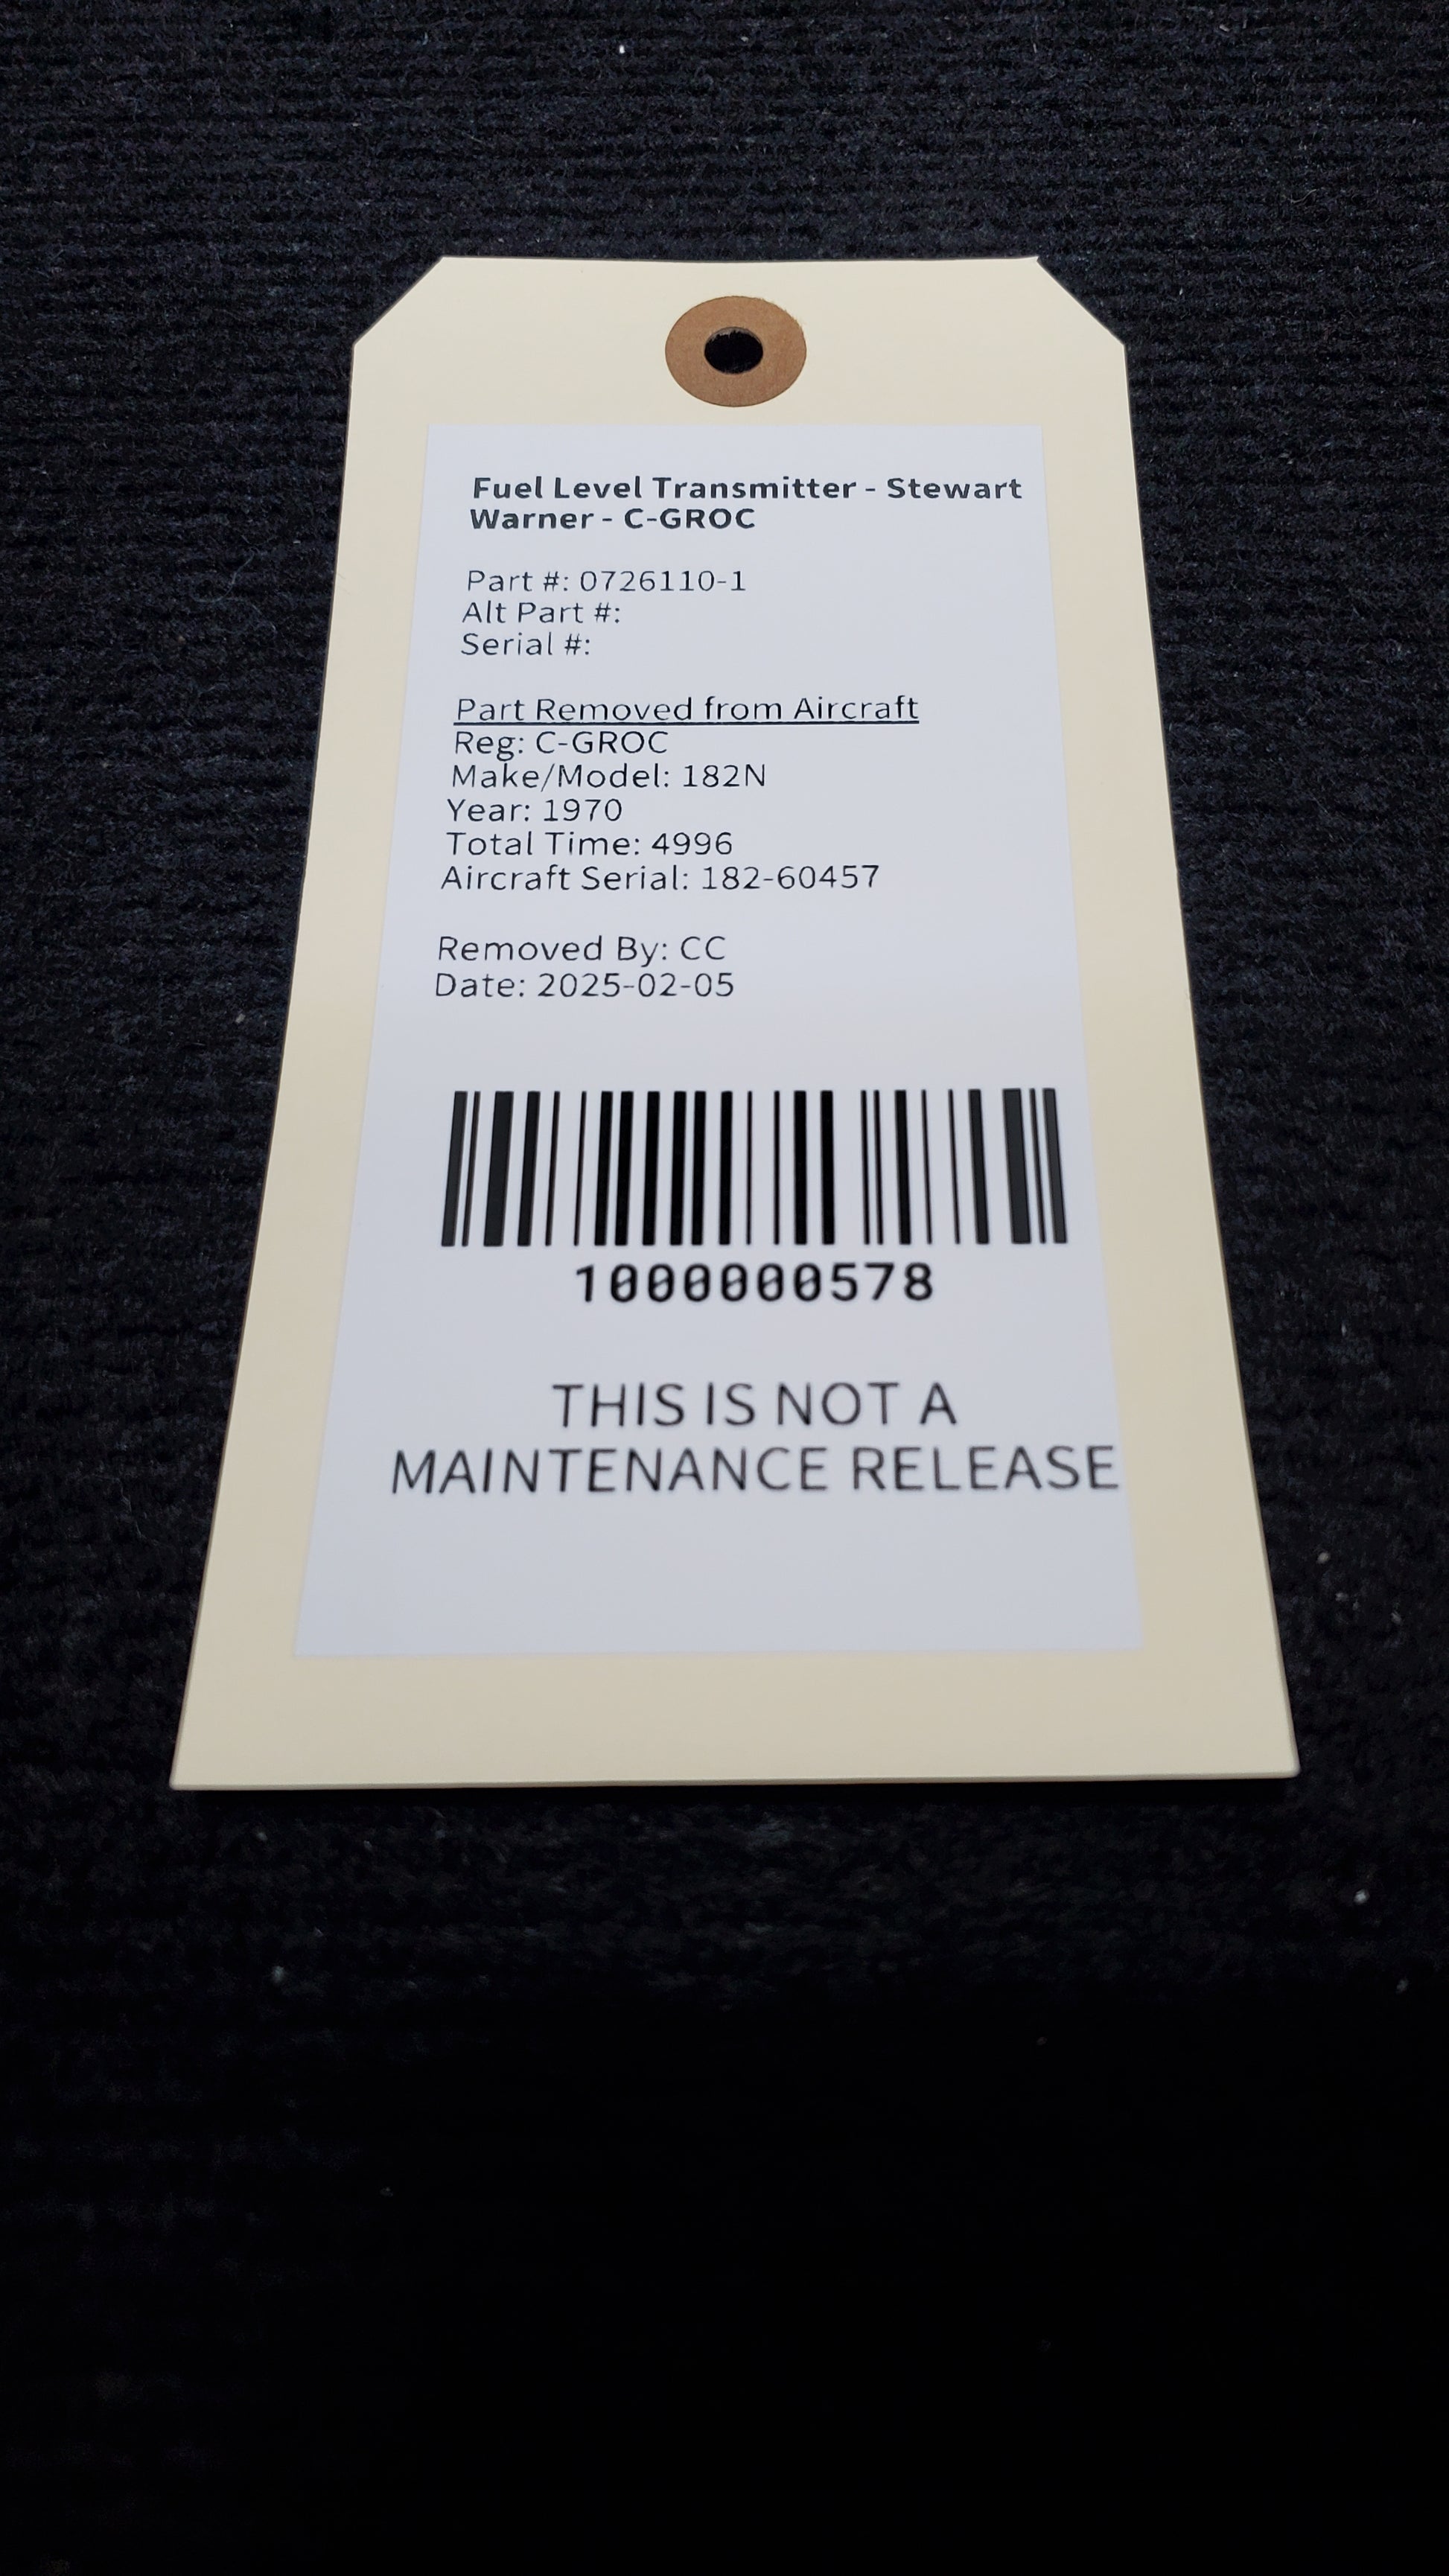 Fuel Level Transmitter - Stewart
Warner - C-GROC
Part #: 0726110-1
Alt Part #:
Serial #:
Part Removed from Aircraft
Reg: C-GROC
Make/Model: 182N
Year: 1970
Total Time: 4996
Aircraft Serial: 182-60457
Removed By: CC
Date: 2025-02-05
1000000578
THIS IS NOT A
MAINTENANCE RELEASE